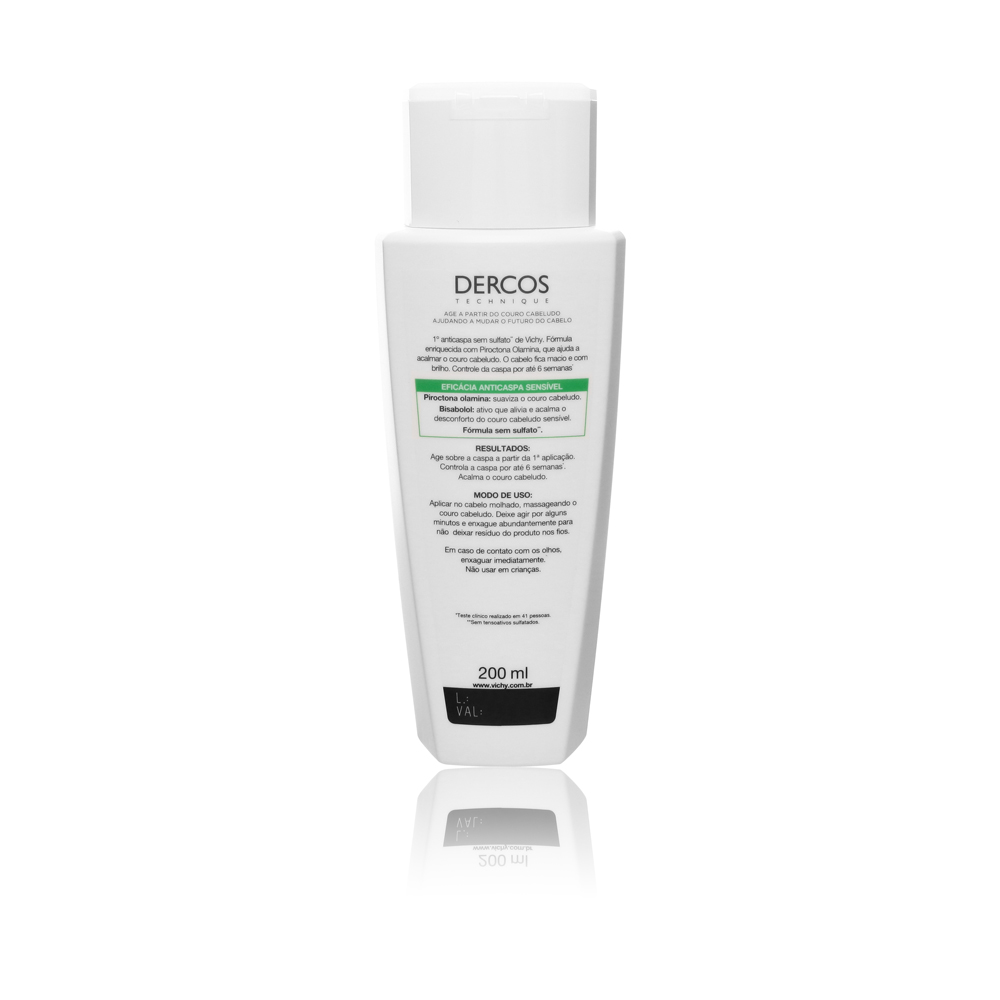 DERCOS
TECHNIQUE
AGE A PARTIR DO COURO CABELUDO
AJUDANDO A MUDAR O FUTURO DO CABELO
1º anticaspa sem sulfato** de Vichy. Fórmula
enriquecida com Piroctona Olamina, que ajuda a
acalmar o couro cabeludo. O cabelo fica macio e com
brilho. Controle da caspa por até 6 semanas*
EFICÁCIA ANTICASPA SENSÍVEL
Piroctona olamina: suaviza o couro cabeludo.
Bisabolol: ativo que alivia e acalma o
desconforto do couro cabeludo sensível.
Fórmula sem sulfato**.
RESULTADOS:
Age sobre a caspa a partir da 1ª aplicação.
Controla a caspa por até 6 semanas*.
Acalma o couro cabeludo.
MODO DE USO:
Aplicar no cabelo molhado, massageando o
couro cabeludo. Deixe agir por alguns
minutos e enxague abundantemente para
não deixar resíduo do produto nos fios.
Em caso de contato com os olhos,
enxaguar imediatamente.
Não usar em crianças.
*Teste clínico realizado em 41 pessoas.
**Sem tensoativos sulfatados.
200 ml
www.vichy.com.br
L.:
VAL: